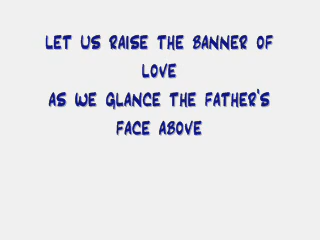 LET US RAISE THE BANNER OF
LOVE
AS WE GLANCE THE FATHER'S
FACE ABOVE